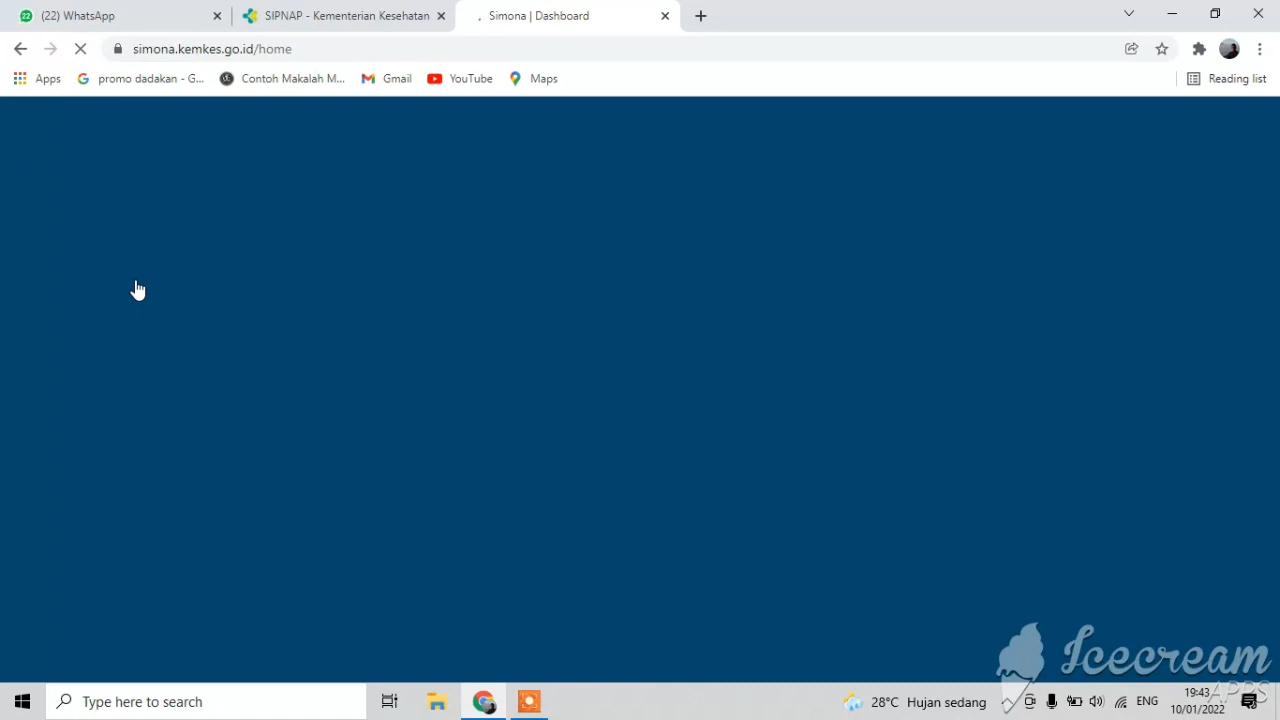 (22) WhatsApp
SIPNAP - Kementerian Kesehatan
Simona | Dashboard
simona.kemkes.go.id/home
Apps
promo dadakan - G...
Contoh Makalah M...
Gmail
YouTube
Maps
Reading list
Icecream
APPS
Type here to search
28°C Hujan sedang
ENG
19:43
10/01/2022